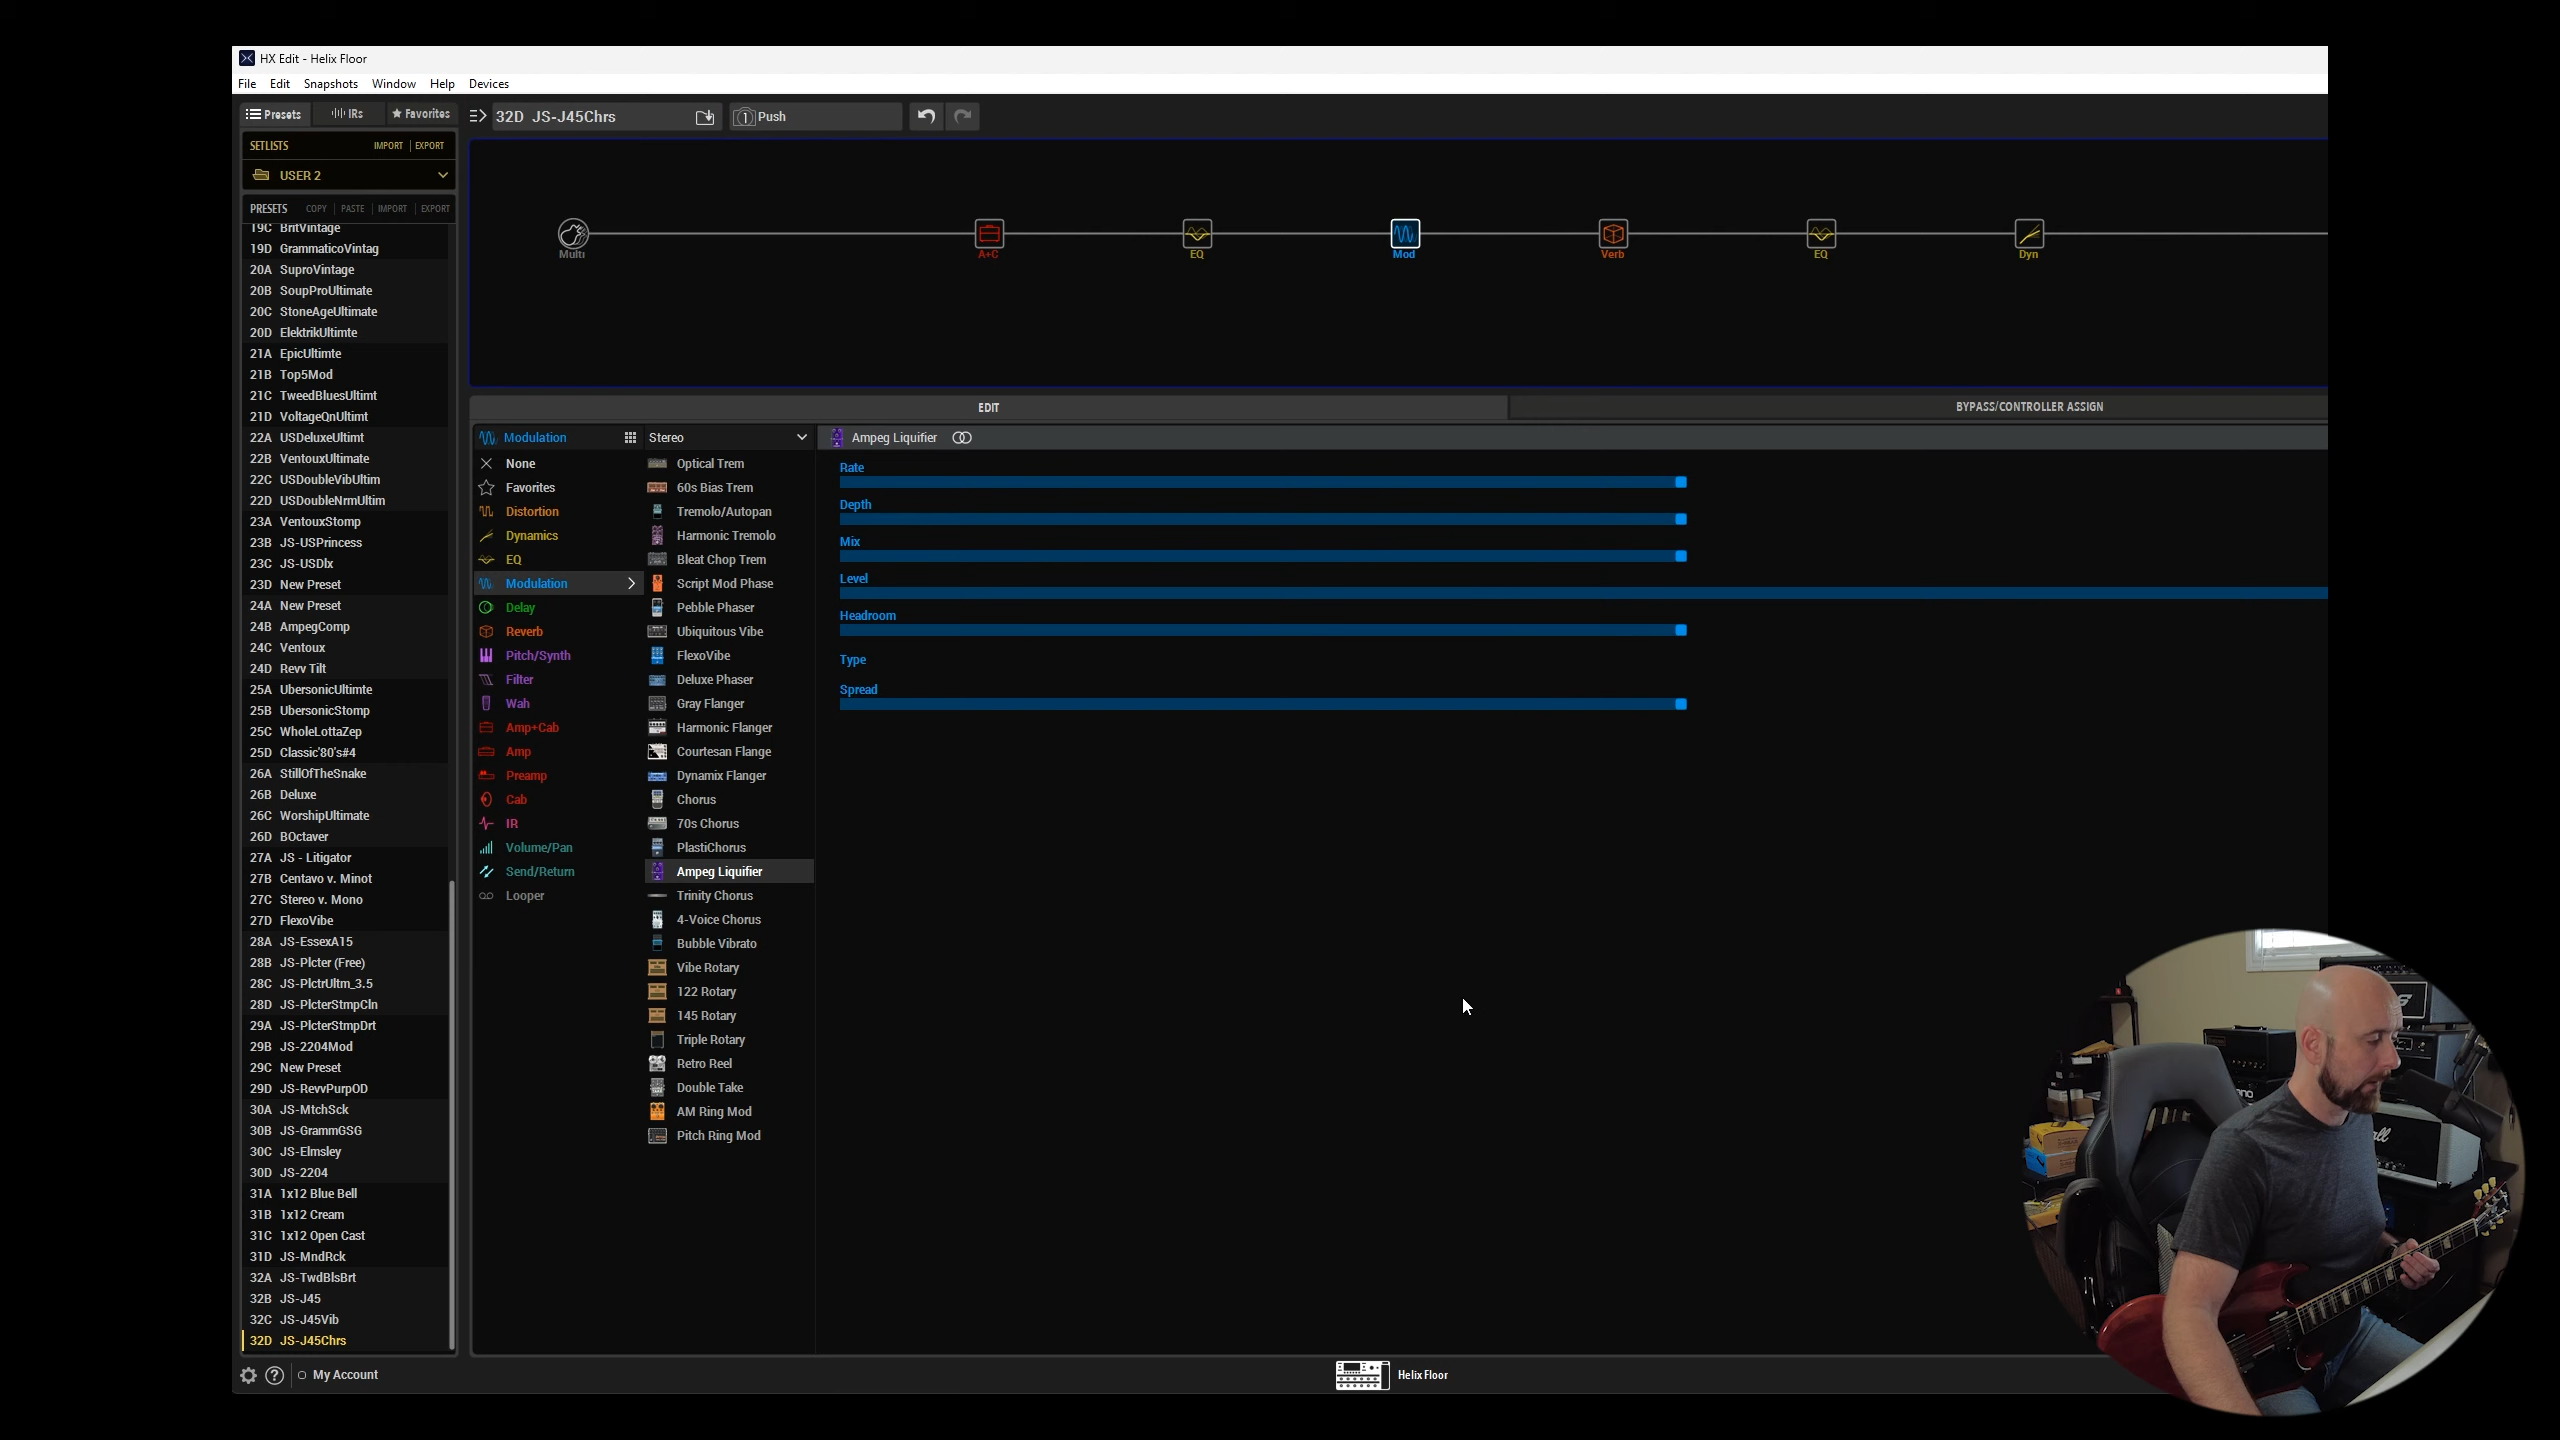 HX Edit - Helix Floor
File Edit Snapshots Window Help Devices
Presets IRs Favorites
32D JS-J45Chrs 1 Push
SETLISTS IMPORT | EXPORT
USER 2
PRESETS COPY | PASTE | IMPORT | EXPORT
19C BritVintage
19D GrammaticoVintag
20A SuproVintage
20B SoupProUltimate
20C StoneAgeUltimate
20D ElektrikUltimte
21A EpicUltimte
21B Top5Mod
21C TweedBluesUltimt
21D VoltageQnUltimt
22A USDeluxeUltimt
22B VentouxUltimate
22C USDoubleVibUltim
22D USDoubleNrmUltim
23A VentouxStomp
23B JS-USPrincess
23C JS-USDlx
23D New Preset
24A New Preset
24B AmpegComp
24C Ventoux
24D Revv Tilt
25A UbersonicUltimte
25B UbersonicStomp
25C WholeLottaZep
25D Classic'80's#4
26A StillOfTheSnake
26B Deluxe
26C WorshipUltimate
26D BOctaver
27A JS - Litigator
27B Centavo v. Minot
27C Stereo v. Mono
27D FlexoVibe
28A JS-EssexA15
28B JS-Plcter (Free)
28C JS-PlctrUltm_3.5
28D JS-PlcterStmpCln
29A JS-PlcterStmpDrt
29B JS-2204Mod
29C New Preset
29D JS-RevvPurpOD
30A JS-MtchSck
30B JS-GrammGSG
30C JS-Elmsley
30D JS-2204
31A 1x12 Blue Bell
31B 1x12 Cream
31C 1x12 Open Cast
31D JS-MndRck
32A JS-TwdBlsBrt
32B JS-J45
32C JS-J45Vib
32D JS-J45Chrs
Multi A+C EQ Mod Verb EQ Dyn
EDIT BYPASS/CONTROLLER ASSIGN
Modulation
None
Favorites
Distortion
Dynamics
EQ
Modulation
Delay
Reverb
Pitch/Synth
Filter
Wah
Amp+Cab
Amp
Preamp
Cab
IR
Volume/Pan
Send/Return
Looper
Stereo
Optical Trem
60s Bias Trem
Tremolo/Autopan
Harmonic Tremolo
Bleat Chop Trem
Script Mod Phase
Pebble Phaser
Ubiquitous Vibe
FlexoVibe
Deluxe Phaser
Gray Flanger
Harmonic Flanger
Courtesan Flange
Dynamix Flanger
Chorus
70s Chorus
PlastiChorus
Ampeg Liquifier
Trinity Chorus
4-Voice Chorus
Bubble Vibrato
Vibe Rotary
122 Rotary
145 Rotary
Triple Rotary
Retro Reel
Double Take
AM Ring Mod
Pitch Ring Mod
Ampeg Liquifier
Rate
Depth
Mix
Level
Headroom
Type
Spread
? My Account
Helix Floor